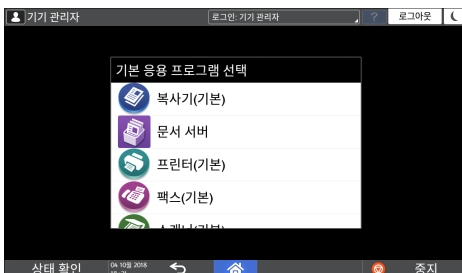 기기 관리자
로그인: 기기 관리자
?
로그아웃
기본 응용 프로그램 선택
복사기(기본)
문서 서버
프린터(기본)
팩스(기본)
상태 확인
04 10월 2018
중지